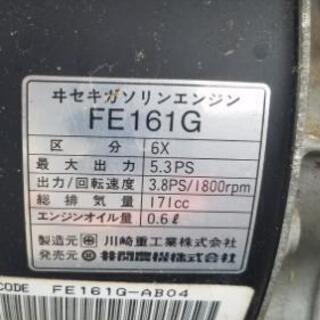 ヰセキガソリンエンジン
FE161G
区分 6X
最大出力 5.3PS
出力/回転速度 3.8PS/1800rpm
総排気量 171cc
エンジンオイル量 0.6ℓ
製造元 川崎重工業株式会社
発売元 井関農機株式会社
CODE FE161G-AB04